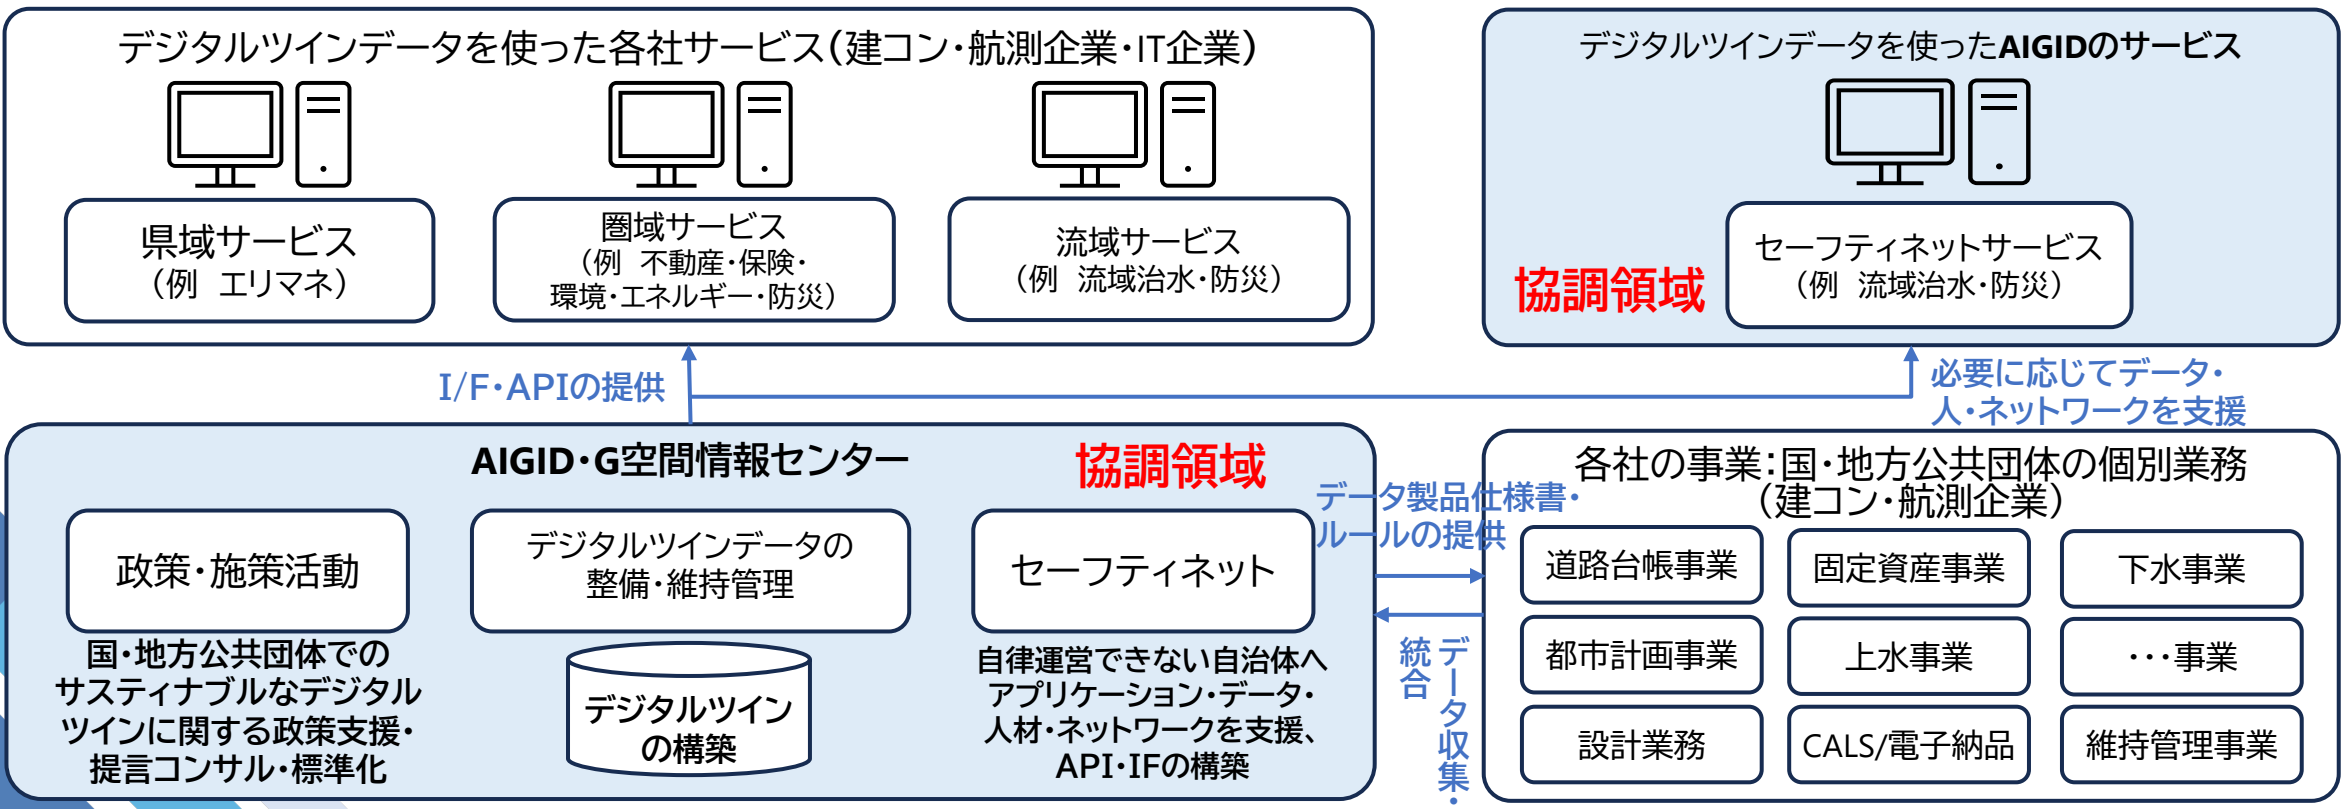 デジタルツインデータを使った各社サービス(建コン・航測企業・IT企業)
県域サービス
（例　エリマネ）
圏域サービス
（例　不動産・保険・
環境・エネルギー・防災）
流域サービス
（例　流域治水・防災）
デジタルツインデータを使ったAIGIDのサービス
協調領域
セーフティネットサービス
（例　流域治水・防災）
I/F・APIの提供
必要に応じてデータ・
人・ネットワークを支援
AIGID・G空間情報センター
協調領域
政策・施策活動
国・地方公共団体での
サスティナブルなデジタル
ツインに関する政策支援・
提言コンサル・標準化
デジタルツインデータの
整備・維持管理
デジタルツイン
の構築
セーフティネット
自律運営できない自治体へ
アプリケーション・データ・
人材・ネットワークを支援、
API・IFの構築
データ製品仕様書・
ルールの提供
データ収集・
統合
各社の事業：国・地方公共団体の個別業務
（建コン・航測企業）
道路台帳事業
固定資産事業
下水事業
都市計画事業
上水事業
・・・事業
設計業務
CALS/電子納品
維持管理事業